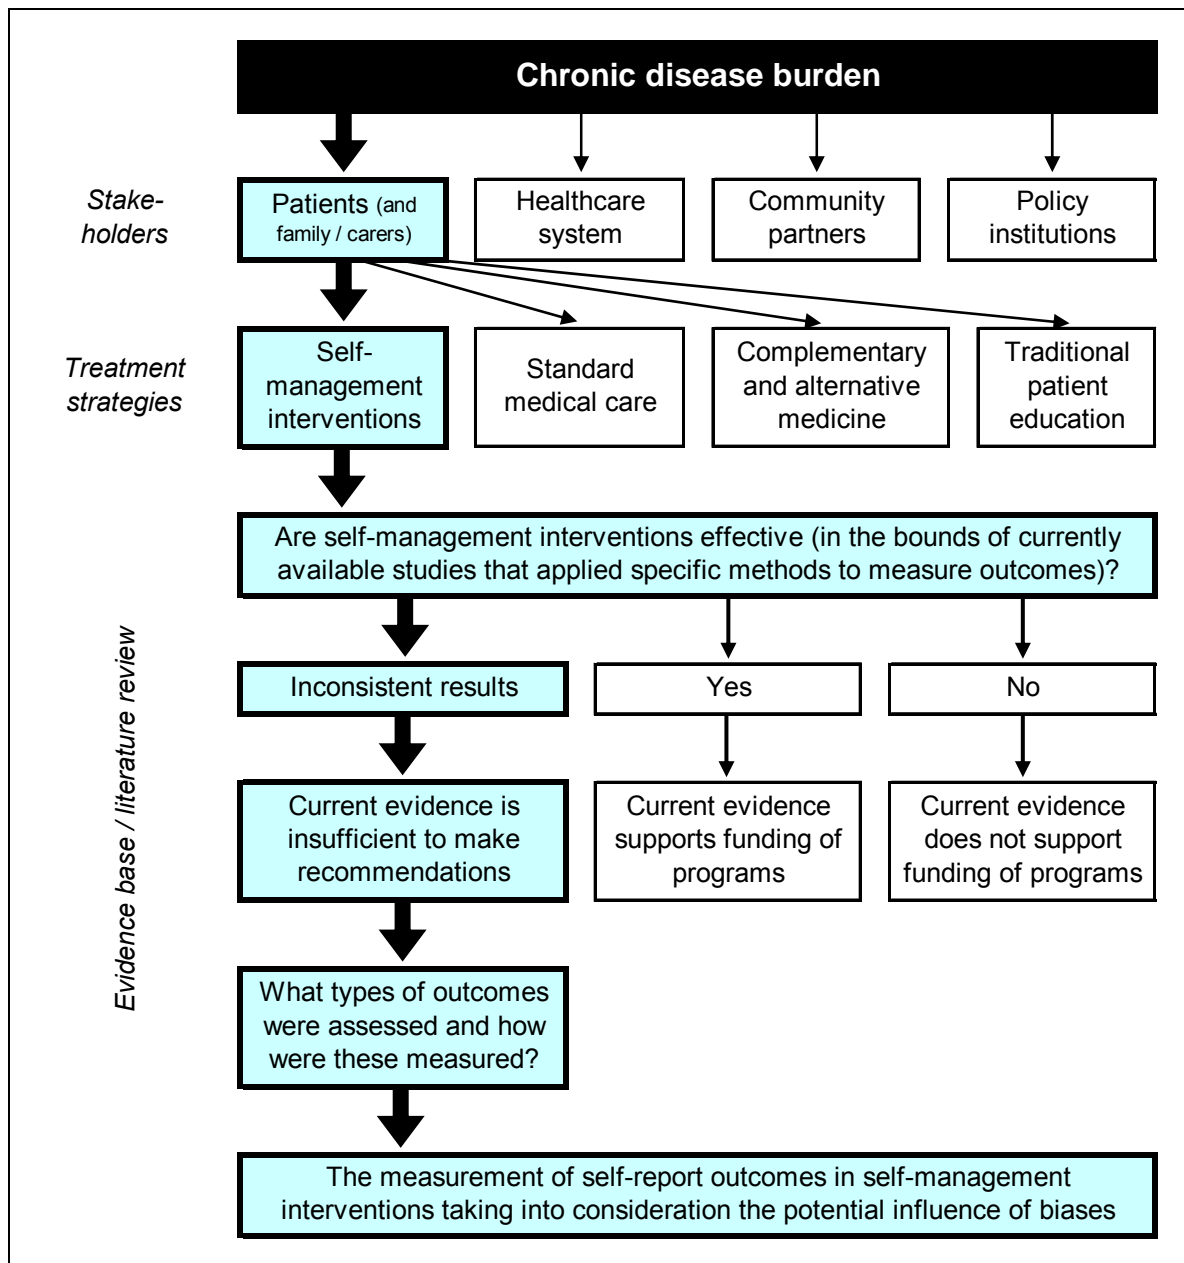 Chronic disease burden
Stake-
holders
Patients (and
family / carers)
Healthcare
system
Community
partners
Policy
institutions
Treatment
strategies
Self-
management
interventions
Standard
medical care
Complementary
and alternative
medicine
Traditional
patient
education
Evidence base / literature review
Are self-management interventions effective (in the bounds of currently
available studies that applied specific methods to measure outcomes)?
Inconsistent results
Yes
No
Current evidence is
insufficient to make
recommendations
Current evidence
supports funding of
programs
Current evidence
does not support
funding of programs
What types of outcomes
were assessed and how
were these measured?
The measurement of self-report outcomes in self-management
interventions taking into consideration the potential influence of biases